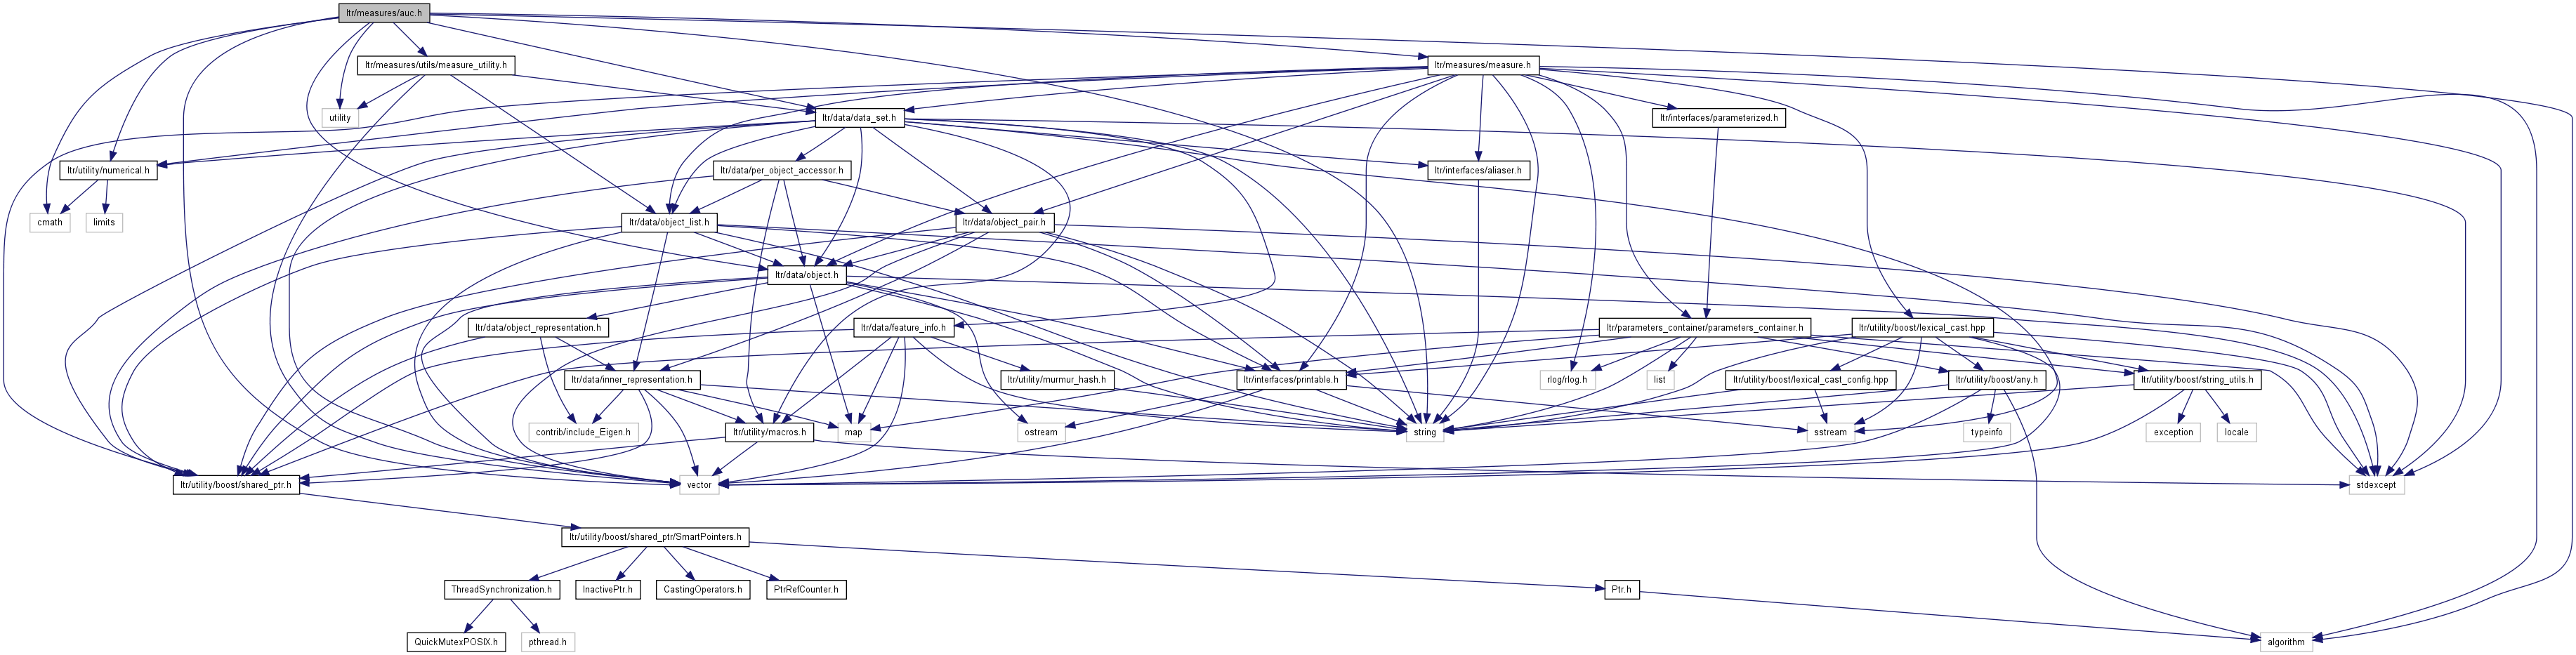 ltr/measures/auc.h
ltr/measures/utils/measure_utility.h
ltr/measures/measure.h
utility
ltr/data/data_set.h
ltr/interfaces/parameterized.h
ltr/utility/numerical.h
ltr/data/per_object_accessor.h
ltr/interfaces/aliaser.h
cmath
limits
ltr/data/object_list.h
ltr/data/object_pair.h
ltr/data/object.h
ltr/data/object_representation.h
ltr/data/feature_info.h
ltr/parameters_container/parameters_container.h
ltr/utility/boost/lexical_cast.hpp
ltr/data/inner_representation.h
ltr/utility/murmur_hash.h
ltr/interfaces/printable.h
rlog/rlog.h
list
ltr/utility/boost/lexical_cast_config.hpp
ltr/utility/boost/any.h
ltr/utility/boost/string_utils.h
contrib/include_Eigen.h
ltr/utility/macros.h
map
ostream
string
sstream
typeinfo
exception
locale
ltr/utility/boost/shared_ptr.h
vector
stdexcept
ltr/utility/boost/shared_ptr/SmartPointers.h
ThreadSynchronization.h
InactivePtr.h
CastingOperators.h
PtrRefCounter.h
Ptr.h
QuickMutexPOSIX.h
pthread.h
algorithm